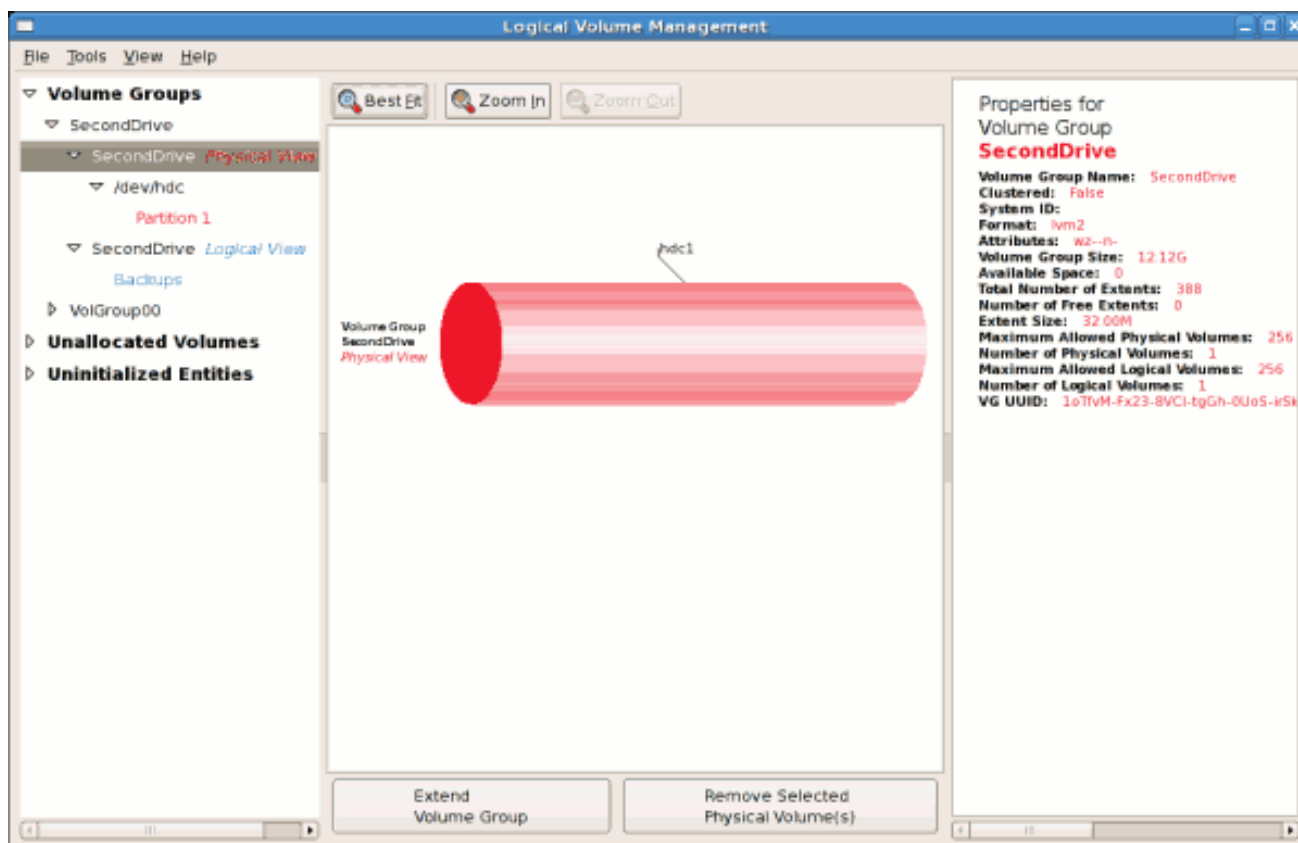 Logical Volume Management
File Tools View Help
Volume Groups
SecondDrive
SecondDrive Physical View
/dev/hdc
Partition 1
SecondDrive Logical View
Backups
VolGroup00
Unallocated Volumes
Uninitialized Entities
Best Fit Zoom In Zoom Out
hdc1
Volume Group
SecondDrive
Physical View
Extend
Volume Group
Remove Selected
Physical Volume(s)
Properties for
Volume Group
SecondDrive
Volume Group Name: SecondDrive
Clustered: False
System ID:
Format: lvm2
Attributes: wz--n-
Volume Group Size: 12.12G
Available Space: 0
Total Number of Extents: 388
Number of Free Extents: 0
Extent Size: 32.00M
Maximum Allowed Physical Volumes: 256
Number of Physical Volumes: 1
Maximum Allowed Logical Volumes: 256
Number of Logical Volumes: 1
VG UUID: